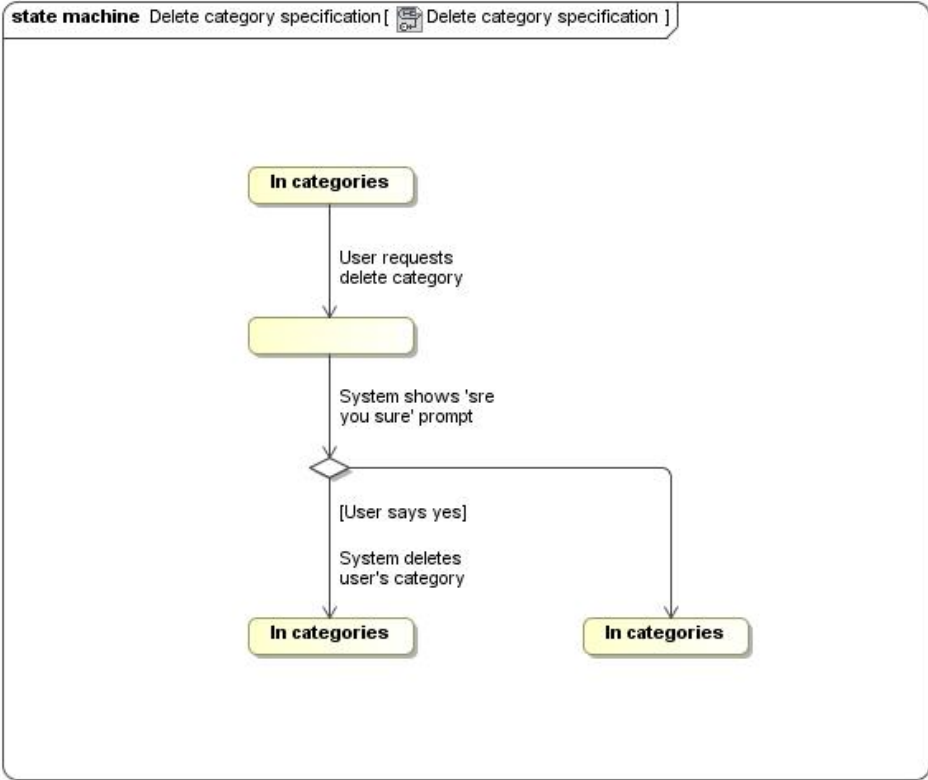 state machine Delete category specification [ Delete category specification ]
In categories
User requests
delete category
System shows 'sre
you sure' prompt
[User says yes]
System deletes
user's category
In categories
In categories